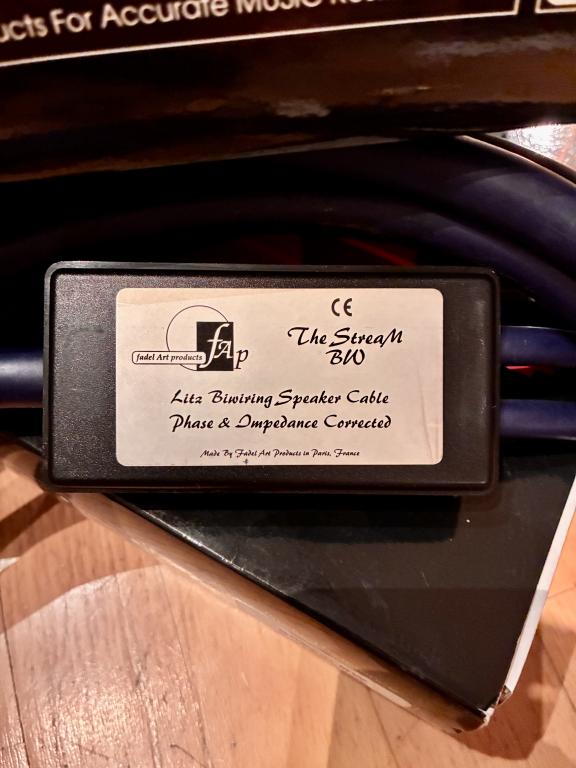 ucts For Accurate Music
CE
The StreaM
BW
fadel Art products
fAp
Litz Biwiring Speaker Cable
Phase & Impedance Corrected
Made By Fadel Art Products in Paris, France